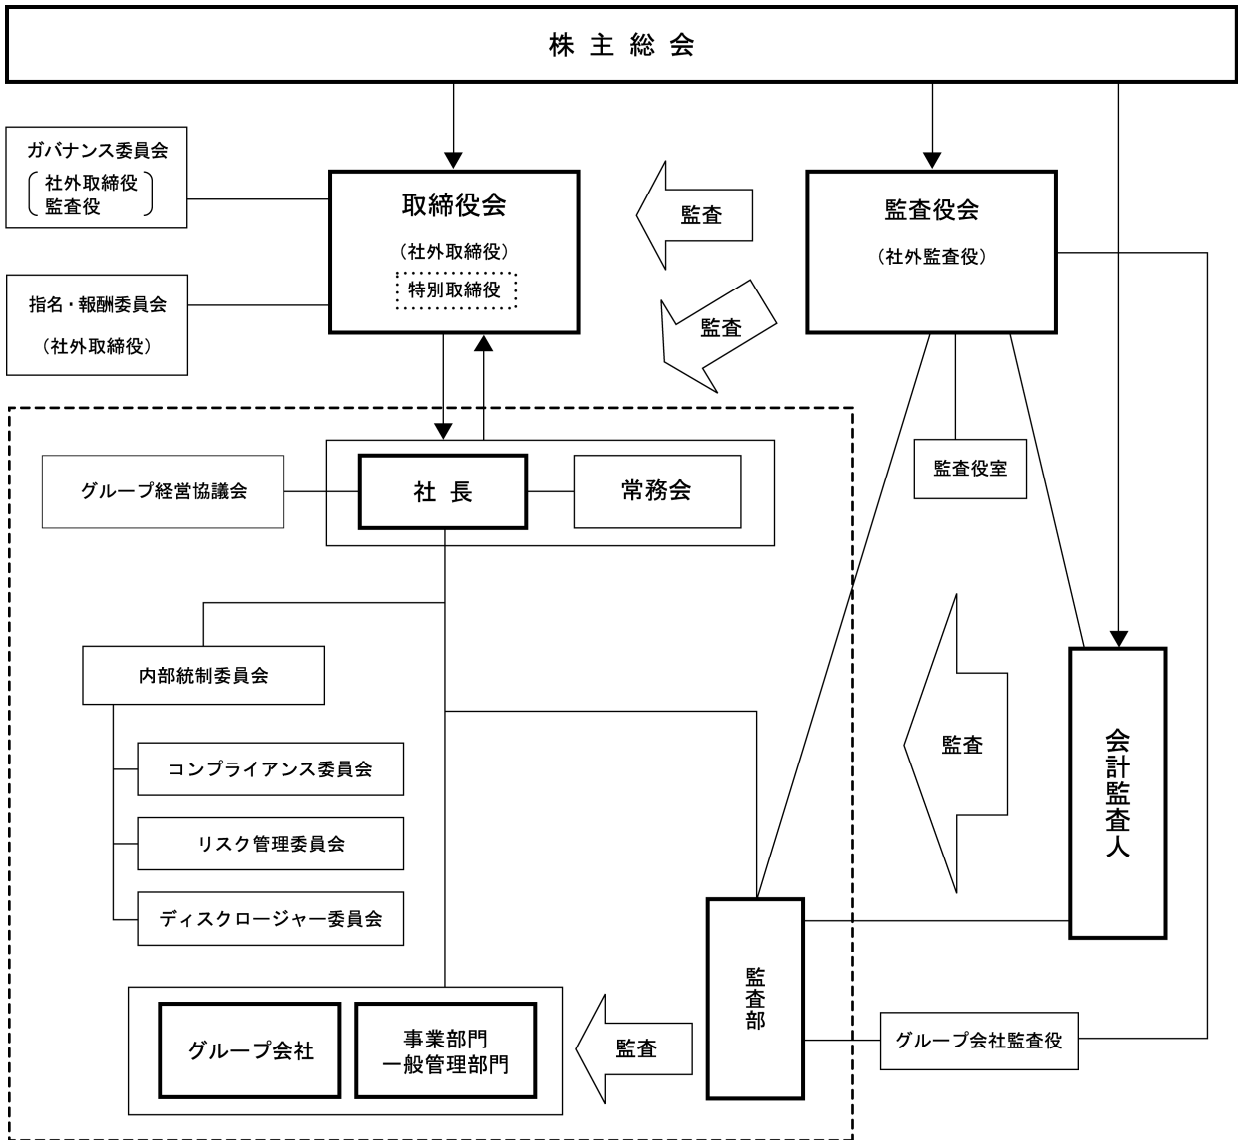 株主総会
ガバナンス委員会
社外取締役
監査役
取締役会
(社外取締役)
特別取締役
監査
監査役会
(社外監査役)
指名・報酬委員会
(社外取締役)
監査
グループ経営協議会
社長
常務会
監査役室
内部統制委員会
コンプライアンス委員会
リスク管理委員会
ディスクロージャー委員会
監査
会計監査人
監査部
グループ会社
事業部門
一般管理部門
監査
グループ会社監査役